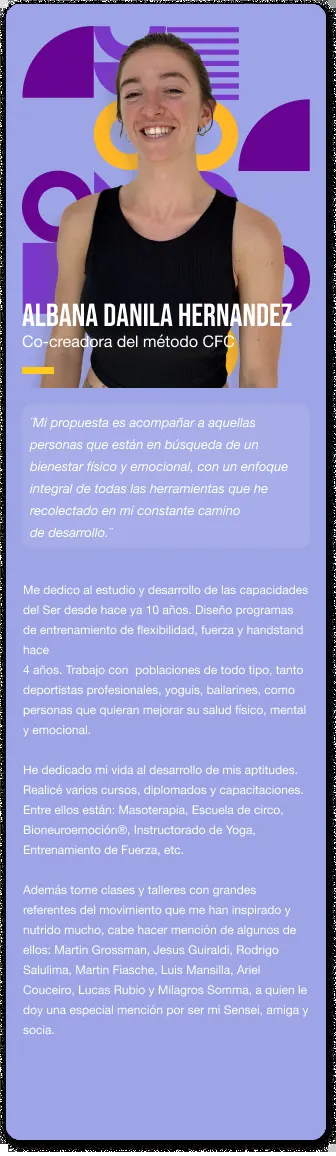 ALBANA DANILA HERNANDEZ
Co-creadora del método CFC
¨Mi propuesta es acompañar a aquellas
personas que están en búsqueda de un
bienestar físico y emocional, con un enfoque
integral de todas las herramientas que he
recolectado en mi constante camino
de desarrollo.¨
Me dedico al estudio y desarrollo de las capacidades
del Ser desde hace ya 10 años. Diseño programas
de entrenamiento de flexibilidad, fuerza y handstand
hace
4 años. Trabajo con  poblaciones de todo tipo, tanto
deportistas profesionales, yoguis, bailarines, como
personas que quieran mejorar su salud físico, mental
y emocional.
He dedicado mi vida al desarrollo de mis aptitudes.
Realicé varios cursos, diplomados y capacitaciones.
Entre ellos están: Masoterapia, Escuela de circo,
Bioneuroemoción®, Instructorado de Yoga,
Entrenamiento de Fuerza, etc.
Además tome clases y talleres con grandes
referentes del movimiento que me han inspirado y
nutrido mucho, cabe hacer mención de algunos de
ellos: Martin Grossman, Jesus Guiraldi, Rodrigo
Salulima, Martin Fiasche, Luis Mansilla, Ariel
Couceiro, Lucas Rubio y Milagros Somma, a quien le
doy una especial mención por ser mi Sensei, amiga y
socia.